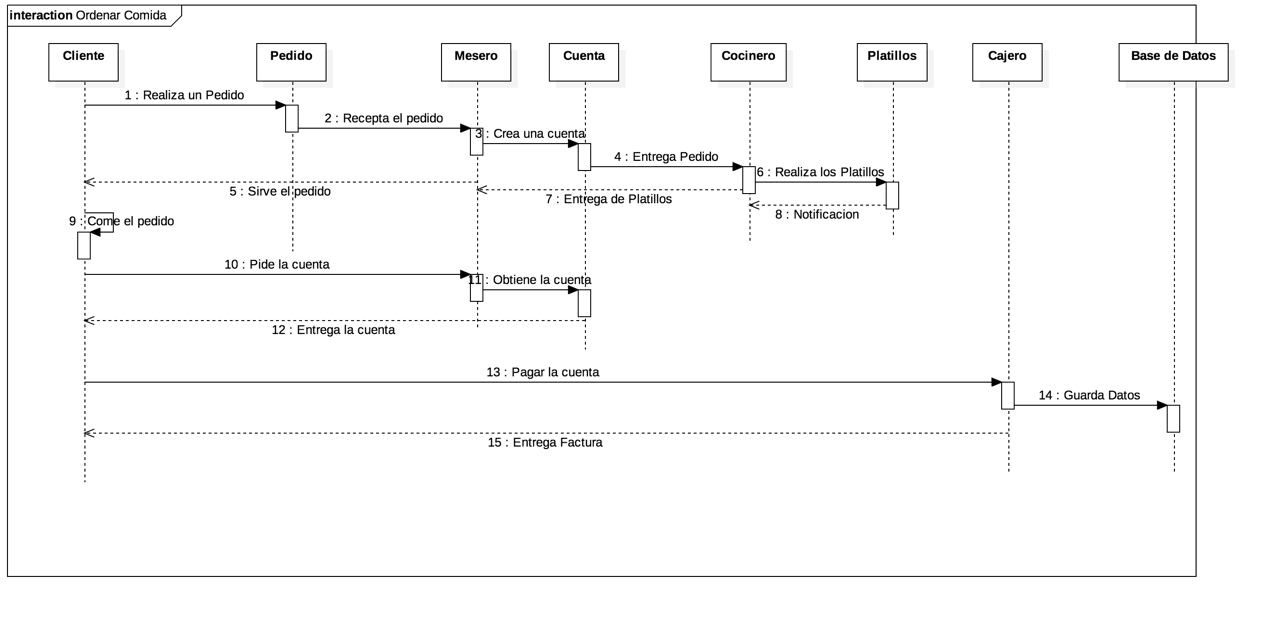 interaction Ordenar Comida
Cliente
Pedido
Mesero
Cuenta
Cocinero
Platillos
Cajero
Base de Datos
1 : Realiza un Pedido
2 : Recepta el pedido
3 : Crea una cuenta
4 : Entrega Pedido
6 : Realiza los Platillos
5 : Sirve el pedido
7 : Entrega de Platillos
8 : Notificacion
9 : Come el pedido
10 : Pide la cuenta
11 : Obtiene la cuenta
12 : Entrega la cuenta
13 : Pagar la cuenta
14 : Guarda Datos
15 : Entrega Factura